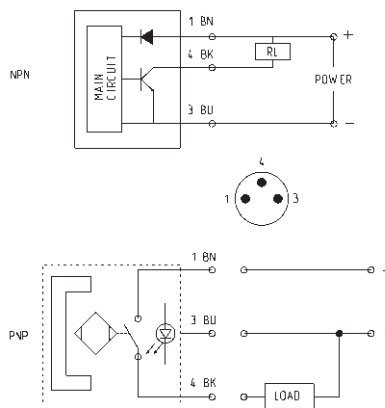 1 BN
+
4 BK
RL
NPN
MAIN
CIRCUIT
POWER
3 BU
−
4
1
3
1 BN
3 BU
PNP
4 BK
LOAD